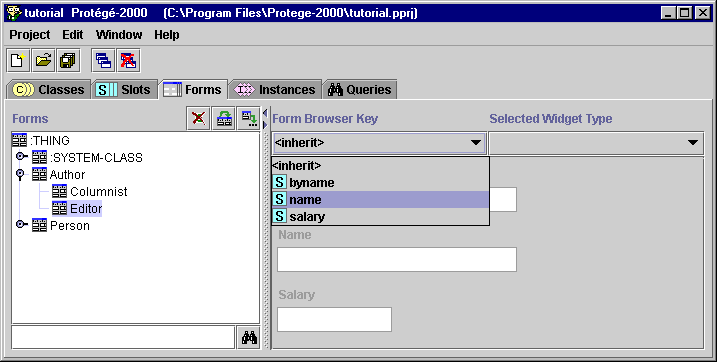 tutorial Protégé-2000 (C:\Program Files\Protege-2000\tutorial.pprj)
Project Edit Window Help
Classes S Slots Forms Instances Queries
Forms
:THING
:SYSTEM-CLASS
Author
Columnist
Editor
Person
Form Browser Key Selected Widget Type
<inherit>
<inherit>
S byname
S name
S salary
Name
Salary